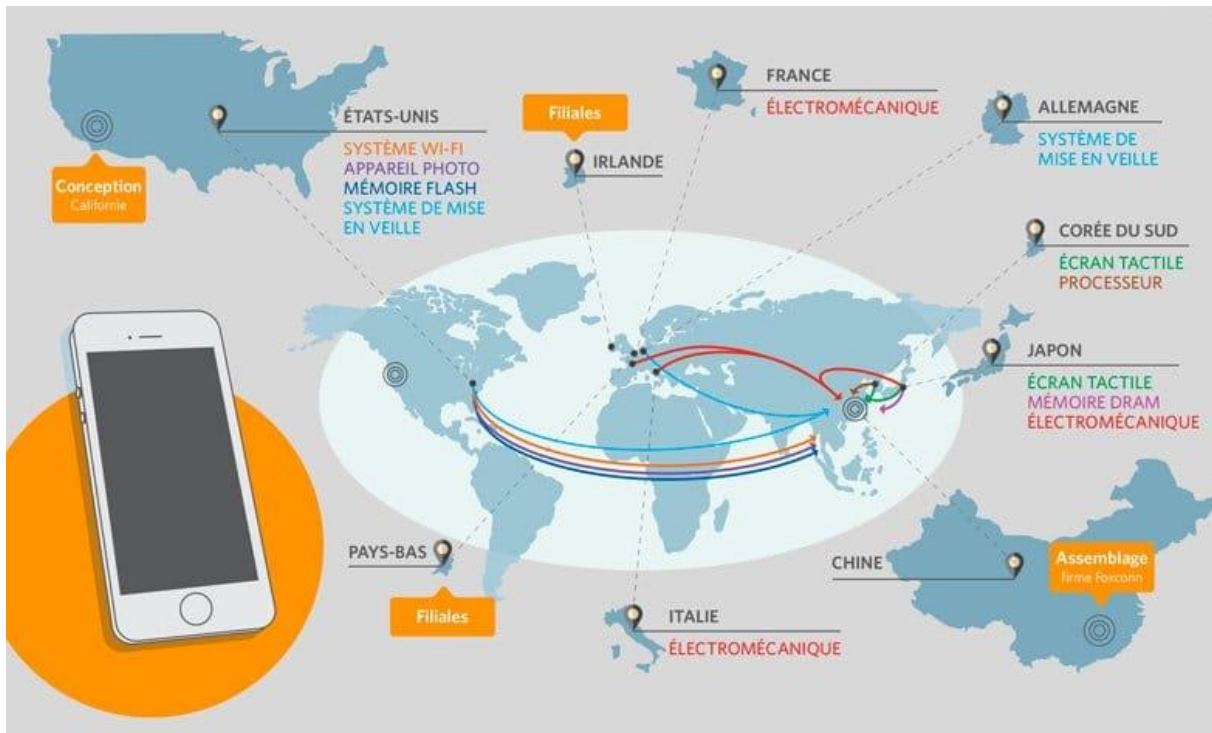 ÉTATS-UNIS
SYSTÈME WI-FI
APPAREIL PHOTO
MÉMOIRE FLASH
SYSTÈME DE MISE
EN VEILLE
Conception
Californie
Filiales
IRLANDE
FRANCE
ÉLECTROMÉCANIQUE
ALLEMAGNE
SYSTÈME DE
MISE EN VEILLE
CORÉE DU SUD
ÉCRAN TACTILE
PROCESSEUR
JAPON
ÉCRAN TACTILE
MÉMOIRE DRAM
ÉLECTROMÉCANIQUE
PAYS-BAS
Filiales
ITALIE
ÉLECTROMÉCANIQUE
CHINE
Assemblage
firme Foxconn